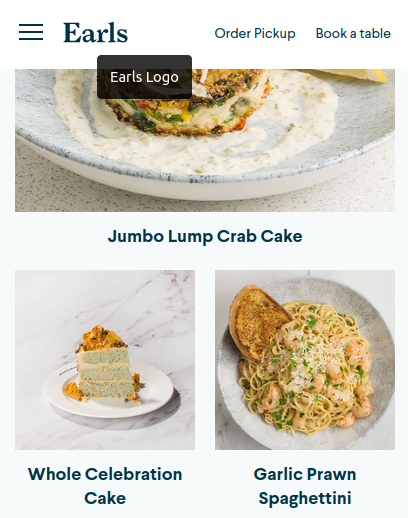 Earls
Order Pickup
Book a table
Earls Logo
Jumbo Lump Crab Cake
Whole Celebration
Cake
Garlic Prawn
Spaghettini